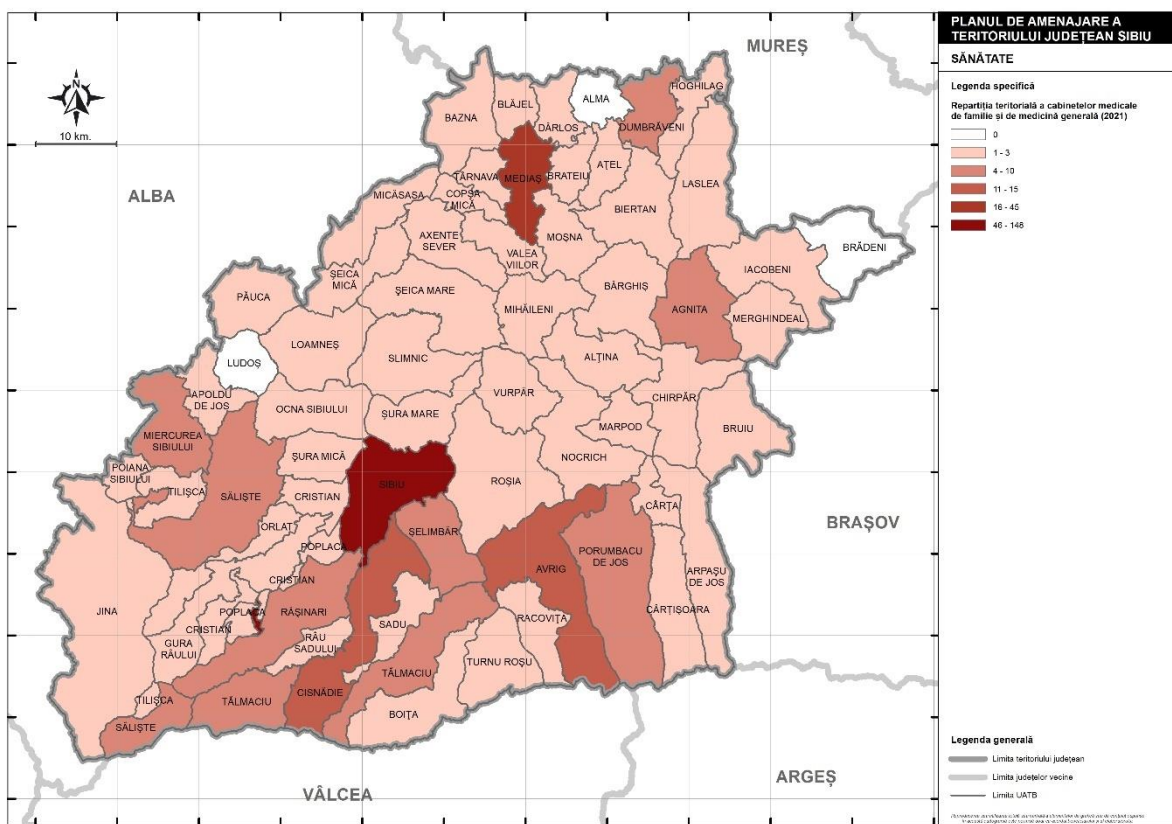 PLANUL DE AMENAJARE A
TERITORIULUI JUDEȚEAN SIBIU
SĂNĂTATE
Legenda specifică
Repartiția teritorială a cabinetelor medicale
de familie și de medicină generală (2021)
0
1 - 3
4 - 10
11 - 15
16 - 45
46 - 146
MUREȘ
10 km.
ALBA
BRAȘOV
ARGEȘ
VÂLCEA
BAZNA
BLĂJEL
DÂRLOS
ALMA
DUMBRĂVENI
HOGHILAG
TÂRNAVA
MEDIAȘ
BRATEIU
AȚEL
LASLEA
MICĂSASA
COPȘA
MICĂ
BIERTAN
AXENTE
SEVER
MOȘNA
VALEA
VIILOR
BRĂDENI
IACOBENI
ȘEICA
MICĂ
ȘEICA MARE
BÂRGHIȘ
PĂUCA
MIHĂILENI
AGNITA
MERGHINDEAL
LOAMNEȘ
LUDOȘ
SLIMNIC
ALȚINA
APOLDU
DE JOS
VURPĂR
CHIRPĂR
OCNA SIBIULUI
ȘURA MARE
MARPOD
BRUIU
MIERCUREA
SIBIULUI
ȘURA MICĂ
NOCRICH
POIANA
SIBIULUI
TILIȘCA
SĂLIȘTE
CRISTIAN
SIBIU
ROȘIA
CÂRȚA
ORLAT
ȘELIMBĂR
POPLACA
PORUMBACU
DE JOS
AVRIG
ARPAȘU
DE JOS
CRISTIAN
JINA
POPLACA
RĂȘINARI
CÂRȚIȘOARA
RACOVIȚA
CRISTIAN
SADU
RÂU
SADULUI
GURA
RÂULUI
TURNU ROȘU
TĂLMACIU
CISNĂDIE
TILIȘCA
TĂLMACIU
BOIȚA
SĂLIȘTE
Legenda generală
Limita teritoriului județean
Limita județelor vecine
Limita UATB